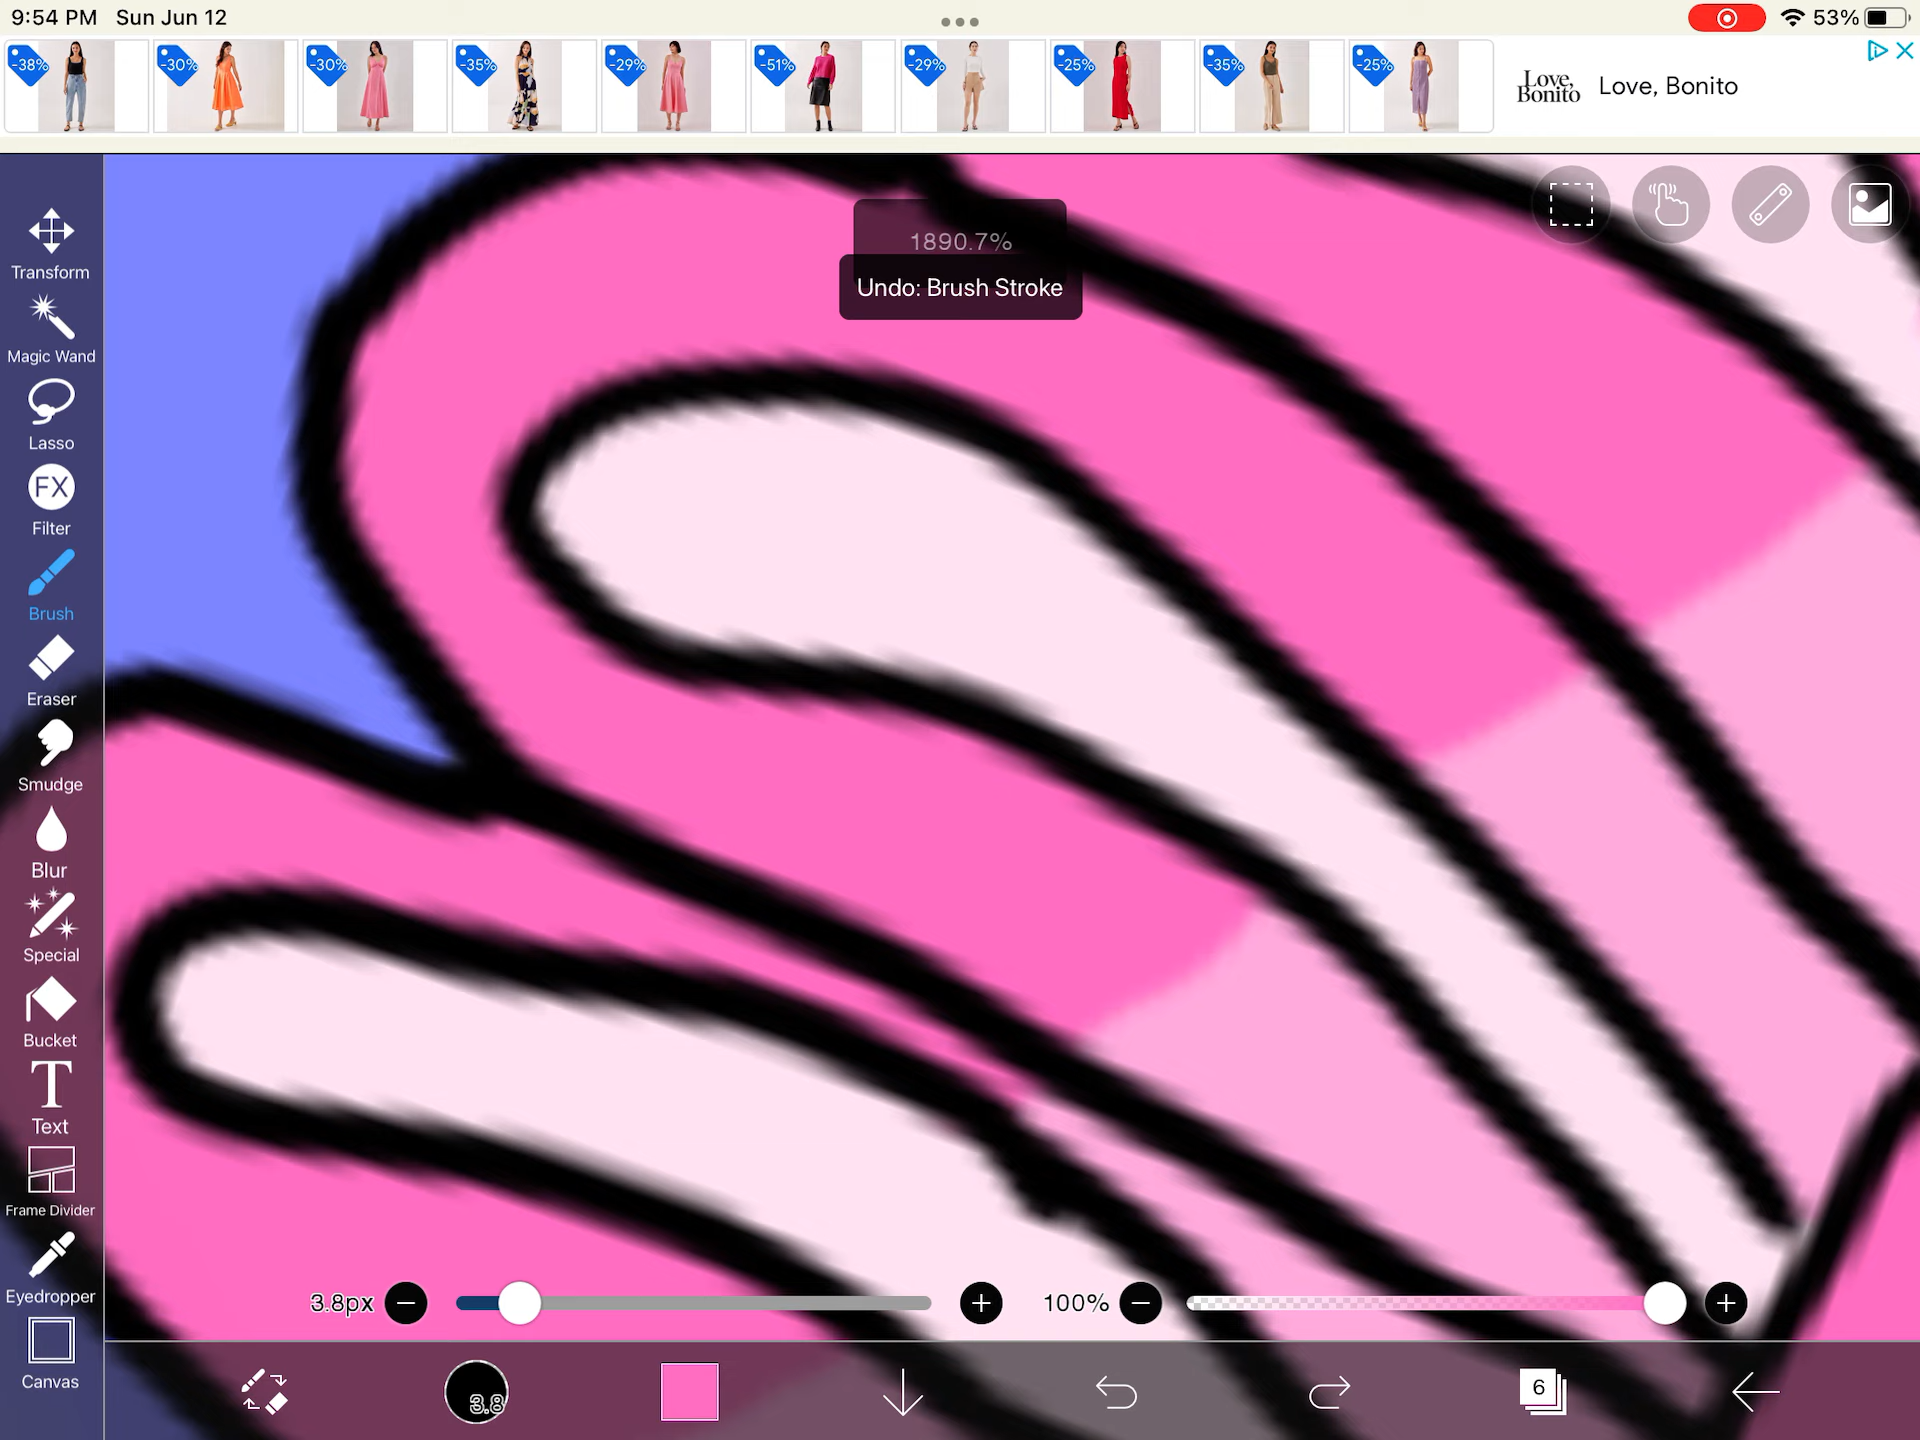 9:54 PM Sun Jun 12
53%
-38%
-30%
-30%
-35%
-29%
-51%
-29%
-25%
-35%
-25%
Love,
Bonito
Love, Bonito
1890.7%
Undo: Brush Stroke
Transform
Magic Wand
Lasso
FX
Filter
Brush
Eraser
Smudge
Blur
Special
Bucket
T
Text
Frame Divider
Eyedropper
Canvas
3.8px
100%
3.8
6